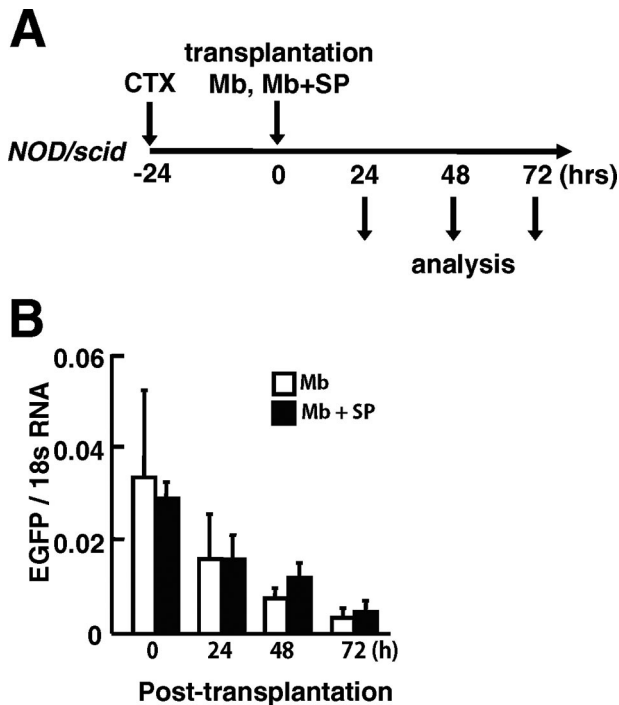 A
transplantation
CTX Mb, Mb+SP
NOD/scid
-24 0 24 48 72 (hrs)
analysis
B
0.06
0.04
0.02
0
EGFP / 18s RNA
Mb
Mb + SP
0 24 48 72 (h)
Post-transplantation